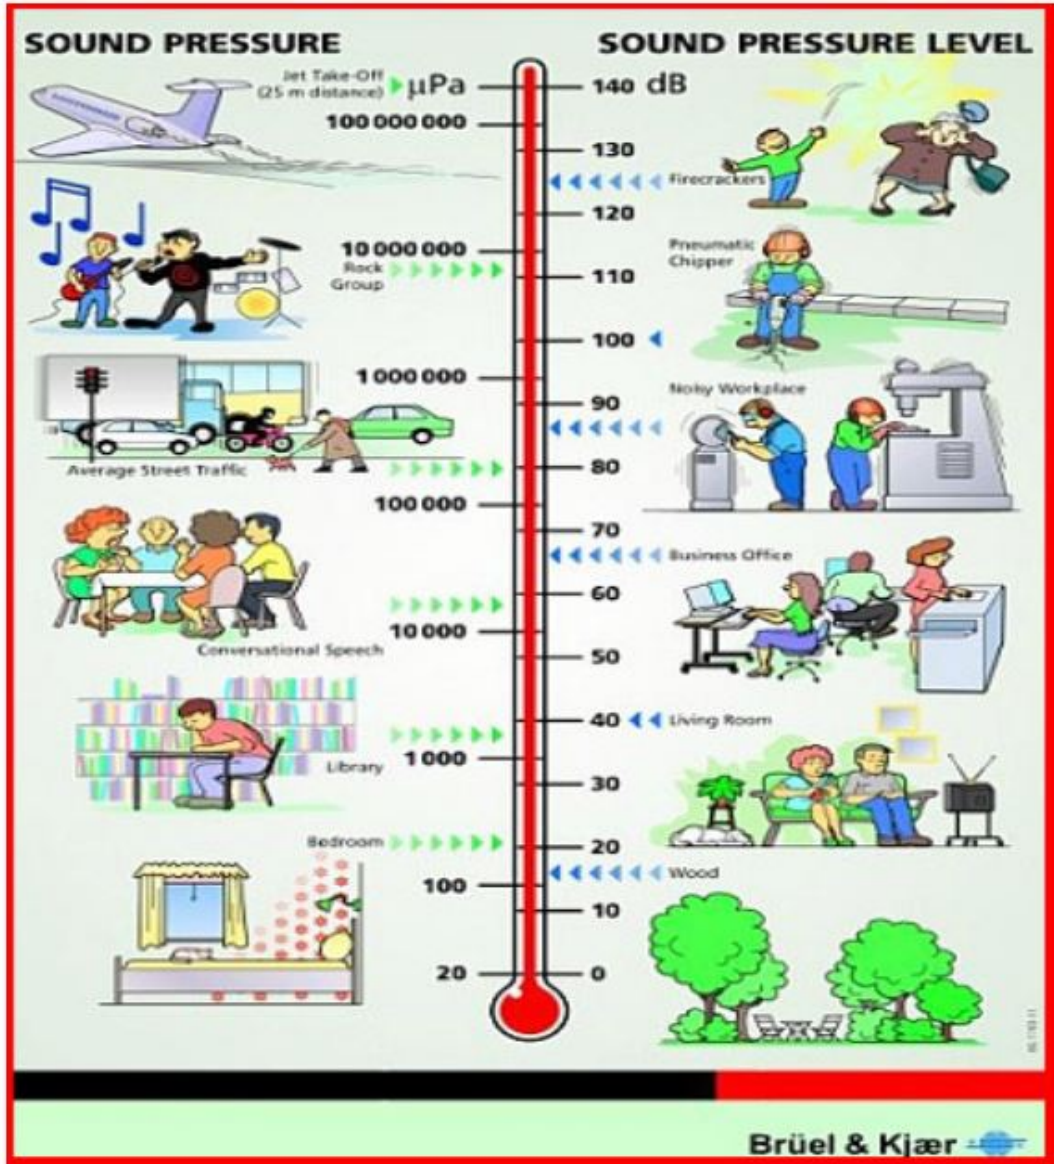 SOUND PRESSURE
SOUND PRESSURE LEVEL
Jet Take-Off
(25 m distance)
µPa
140 dB
100 000 000
130
Firecrackers
120
10 000 000
Rock
Group
Pneumatic
Chipper
110
100
1 000 000
Noisy Workplace
90
Average Street Traffic
80
100 000
70
Business Office
60
10 000
Conversational Speech
50
40
Living Room
Library
1 000
30
Bedroom
20
Wood
100
10
20
0
Brüel & Kjær